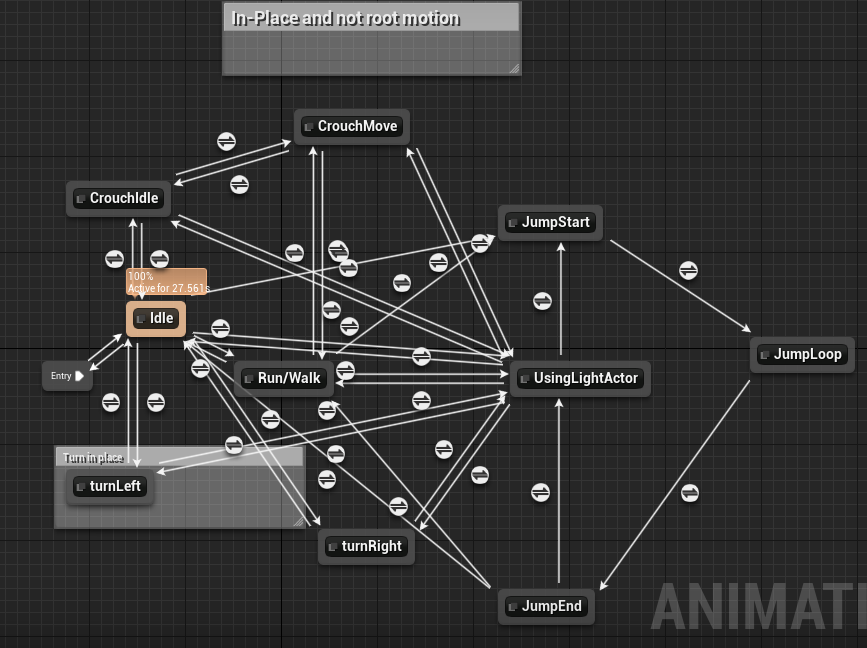 In-Place and not root motion
CrouchMove
CrouchIdle
JumpStart
100%
Active for 27.561s
Idle
JumpLoop
Entry
Run/Walk
UsingLightActor
Turn in place
turnLeft
turnRight
JumpEnd
ANIMATI